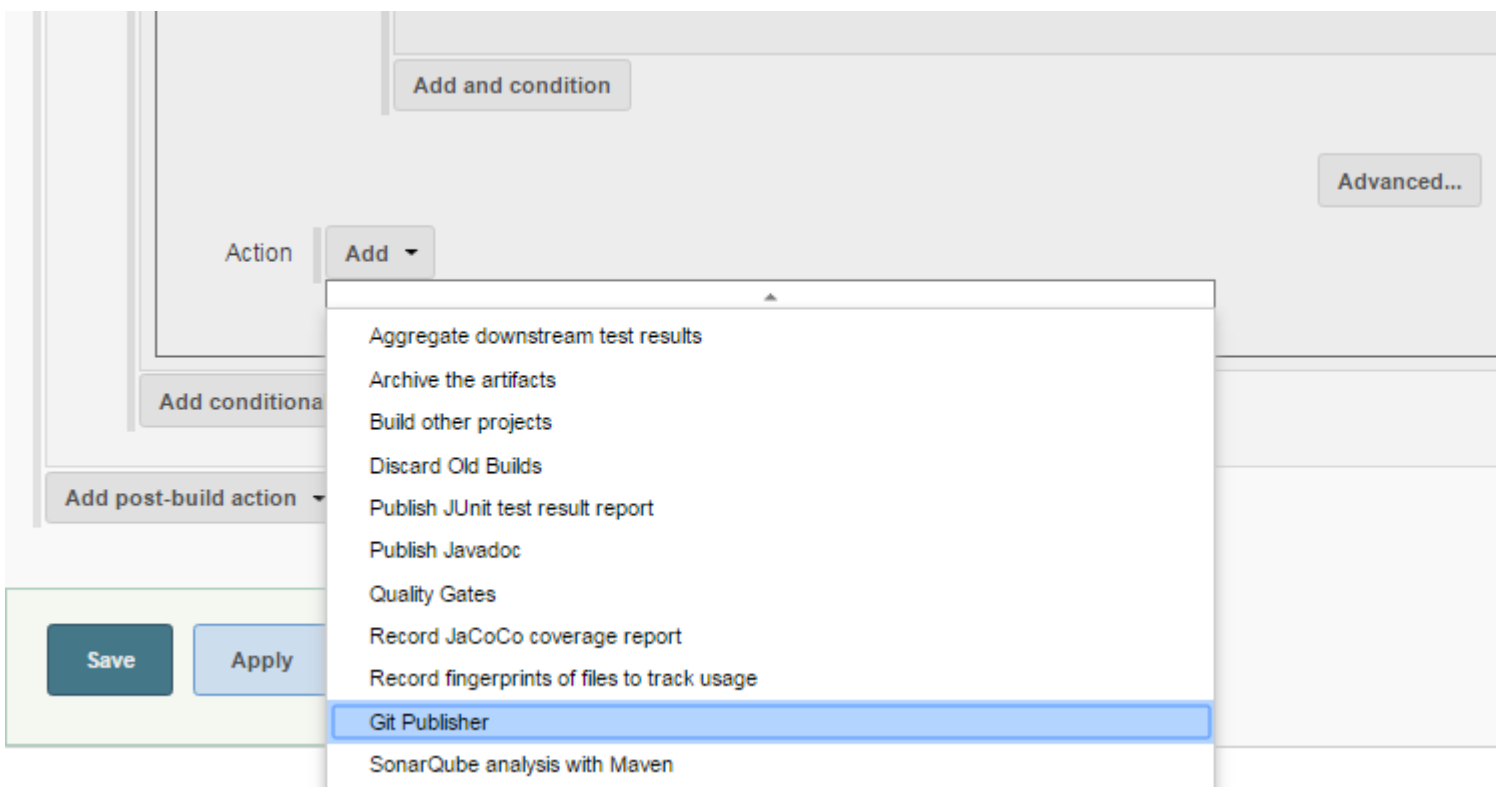 Add and condition
Advanced...
Action Add
Aggregate downstream test results
Archive the artifacts
Add conditiona
Build other projects
Discard Old Builds
Add post-build action
Publish JUnit test result report
Publish Javadoc
Quality Gates
Record JaCoCo coverage report
Save Apply
Record fingerprints of files to track usage
Git Publisher
SonarQube analysis with Maven